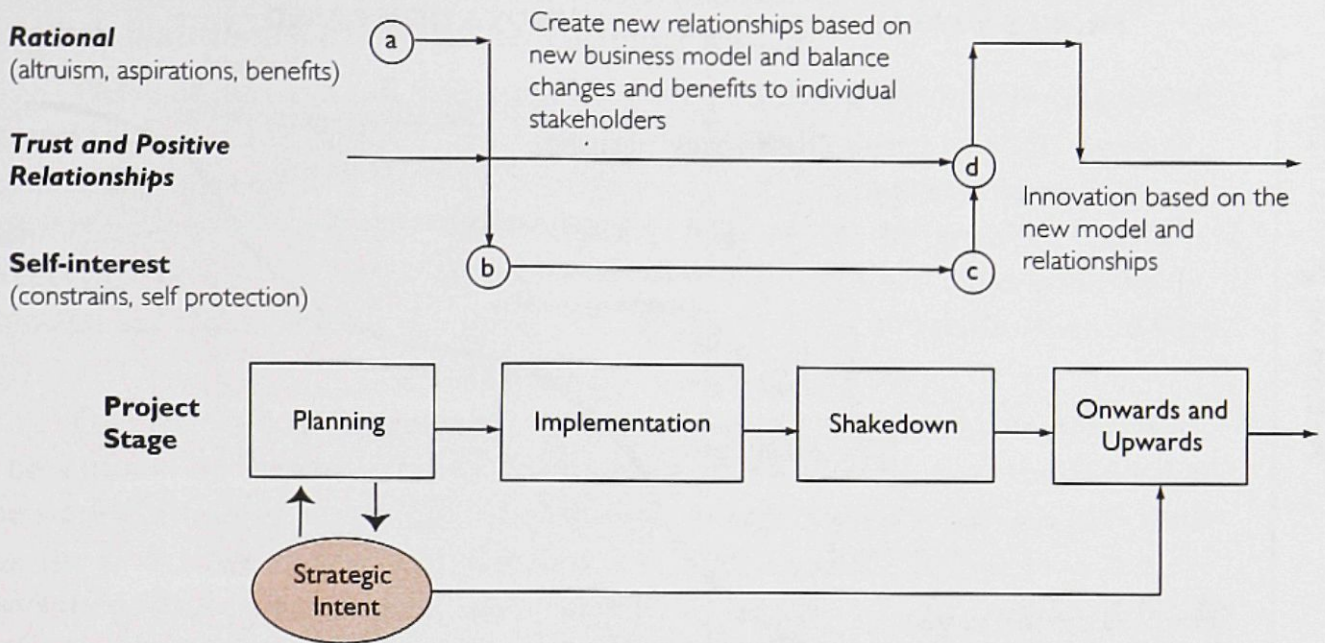 Rational
(altruism, aspirations, benefits)
a
Create new relationships based on
new business model and balance
changes and benefits to individual
stakeholders
Trust and Positive
Relationships
d
Innovation based on the
new model and
relationships
Self-interest
(constrains, self protection)
b
c
Project
Stage
Planning
Implementation
Shakedown
Onwards and
Upwards
Strategic
Intent